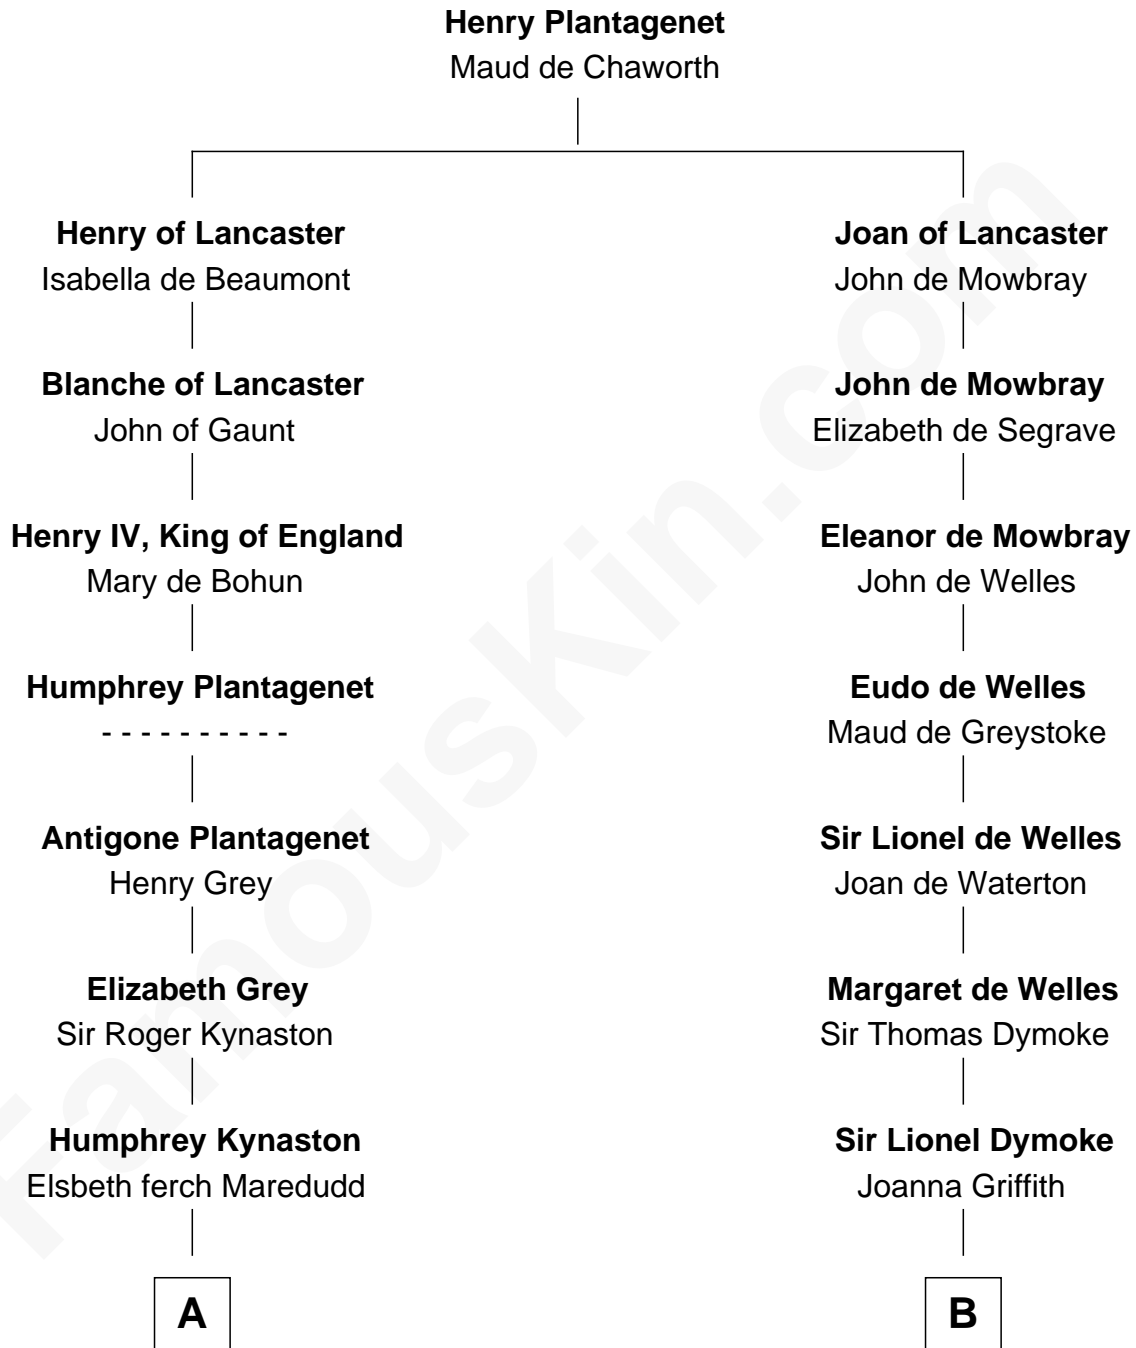 Henry Plantagenet
Maud de Chaworth
Henry of Lancaster
Isabella de Beaumont
Joan of Lancaster
John de Mowbray
Blanche of Lancaster
John of Gaunt
John de Mowbray
Elizabeth de Segrave
Henry IV, King of England
Mary de Bohun
Eleanor de Mowbray
John de Welles
Humphrey Plantagenet
- - - - - - - - - -
Eudo de Welles
Maud de Greystoke
Antigone Plantagenet
Henry Grey
Sir Lionel de Welles
Joan de Waterton
Elizabeth Grey
Sir Roger Kynaston
Margaret de Welles
Sir Thomas Dymoke
Humphrey Kynaston
Elsbeth ferch Maredudd
Sir Lionel Dymoke
Joanna Griffith
A
B
FamousKin.com